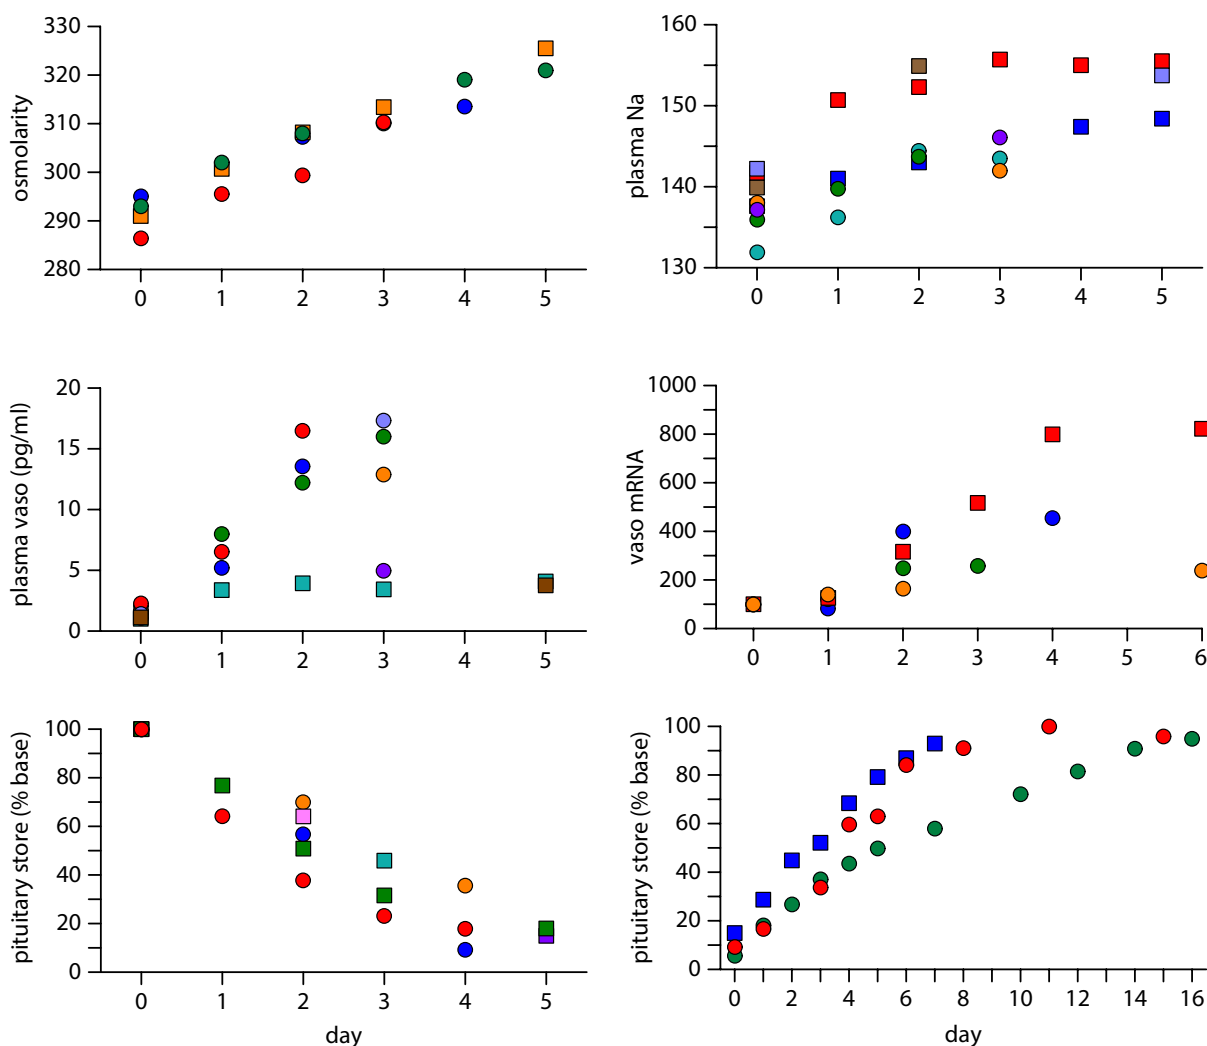 330
320
310
300
290
280
osmolarity
0 1 2 3 4 5
160
150
140
130
plasma Na
0 1 2 3 4 5
20
15
10
5
0
plasma vaso (pg/ml)
0 1 2 3 4 5
1000
800
600
400
200
0
vaso mRNA
0 1 2 3 4 5 6
100
80
60
40
20
0
pituitary store (% base)
0 1 2 3 4 5
day
100
80
60
40
20
0
pituitary store (% base)
0 2 4 6 8 10 12 14 16
day